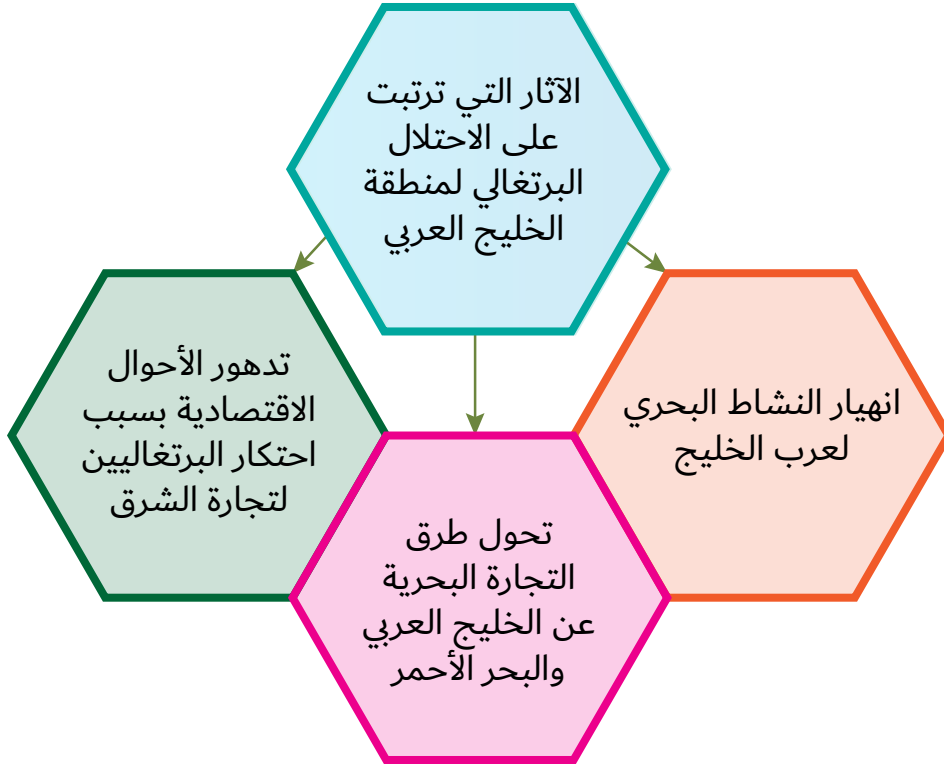 الآثار التي ترتبت
على الاحتلال
البرتغالي لمنطقة
الخليج العربي
انهيار النشاط البحري
لعرب الخليج
تحول طرق
التجارة البحرية
عن الخليج العربي
والبحر الأحمر
تدهور الأحوال
الاقتصادية بسبب
احتكار البرتغاليين
لتجارة الشرق